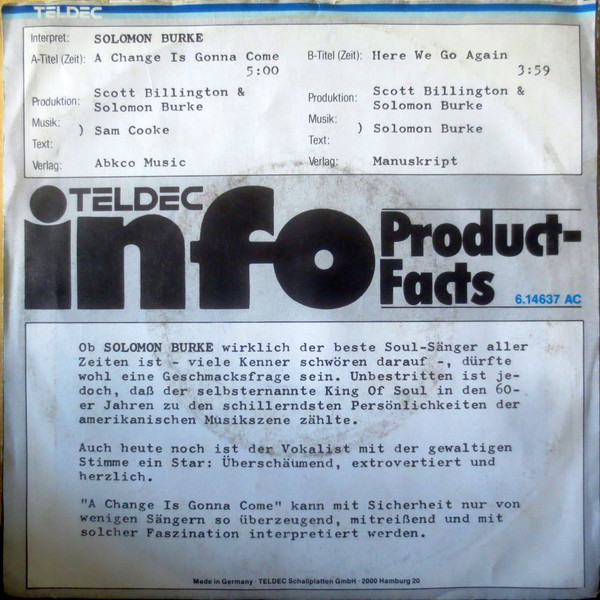 TELDEC
Interpret: SOLOMON BURKE
A-Titel (Zeit): A Change Is Gonna Come
5:00
Produktion: Scott Billington &
Solomon Burke
Musik:
) Sam Cooke
Text:
Verlag: Abkco Music
B-Titel (Zeit): Here We Go Again
3:59
Produktion: Scott Billington &
Solomon Burke
Musik:
) Solomon Burke
Text:
Verlag: Manuskript
TELDEC
info
Product-
Facts
6.14637 AC
Ob SOLOMON BURKE wirklich der beste Soul-Sänger aller
Zeiten ist - viele Kenner schwören darauf -, dürfte
wohl eine Geschmacksfrage sein. Unbestritten ist je-
doch, daß der selbsternannte King Of Soul in den 60-
er Jahren zu den schillerndsten Persönlichkeiten der
amerikanischen Musikszene zählte.
Auch heute noch ist der Vokalist mit der gewaltigen
Stimme ein Star: Überschäumend, extrovertiert und
herzlich.
"A Change Is Gonna Come" kann mit Sicherheit nur von
wenigen Sängern so überzeugend, mitreißend und mit
solcher Faszination interpretiert werden.
Made in Germany · TELDEC Schallplatten GmbH · 2000 Hamburg 20